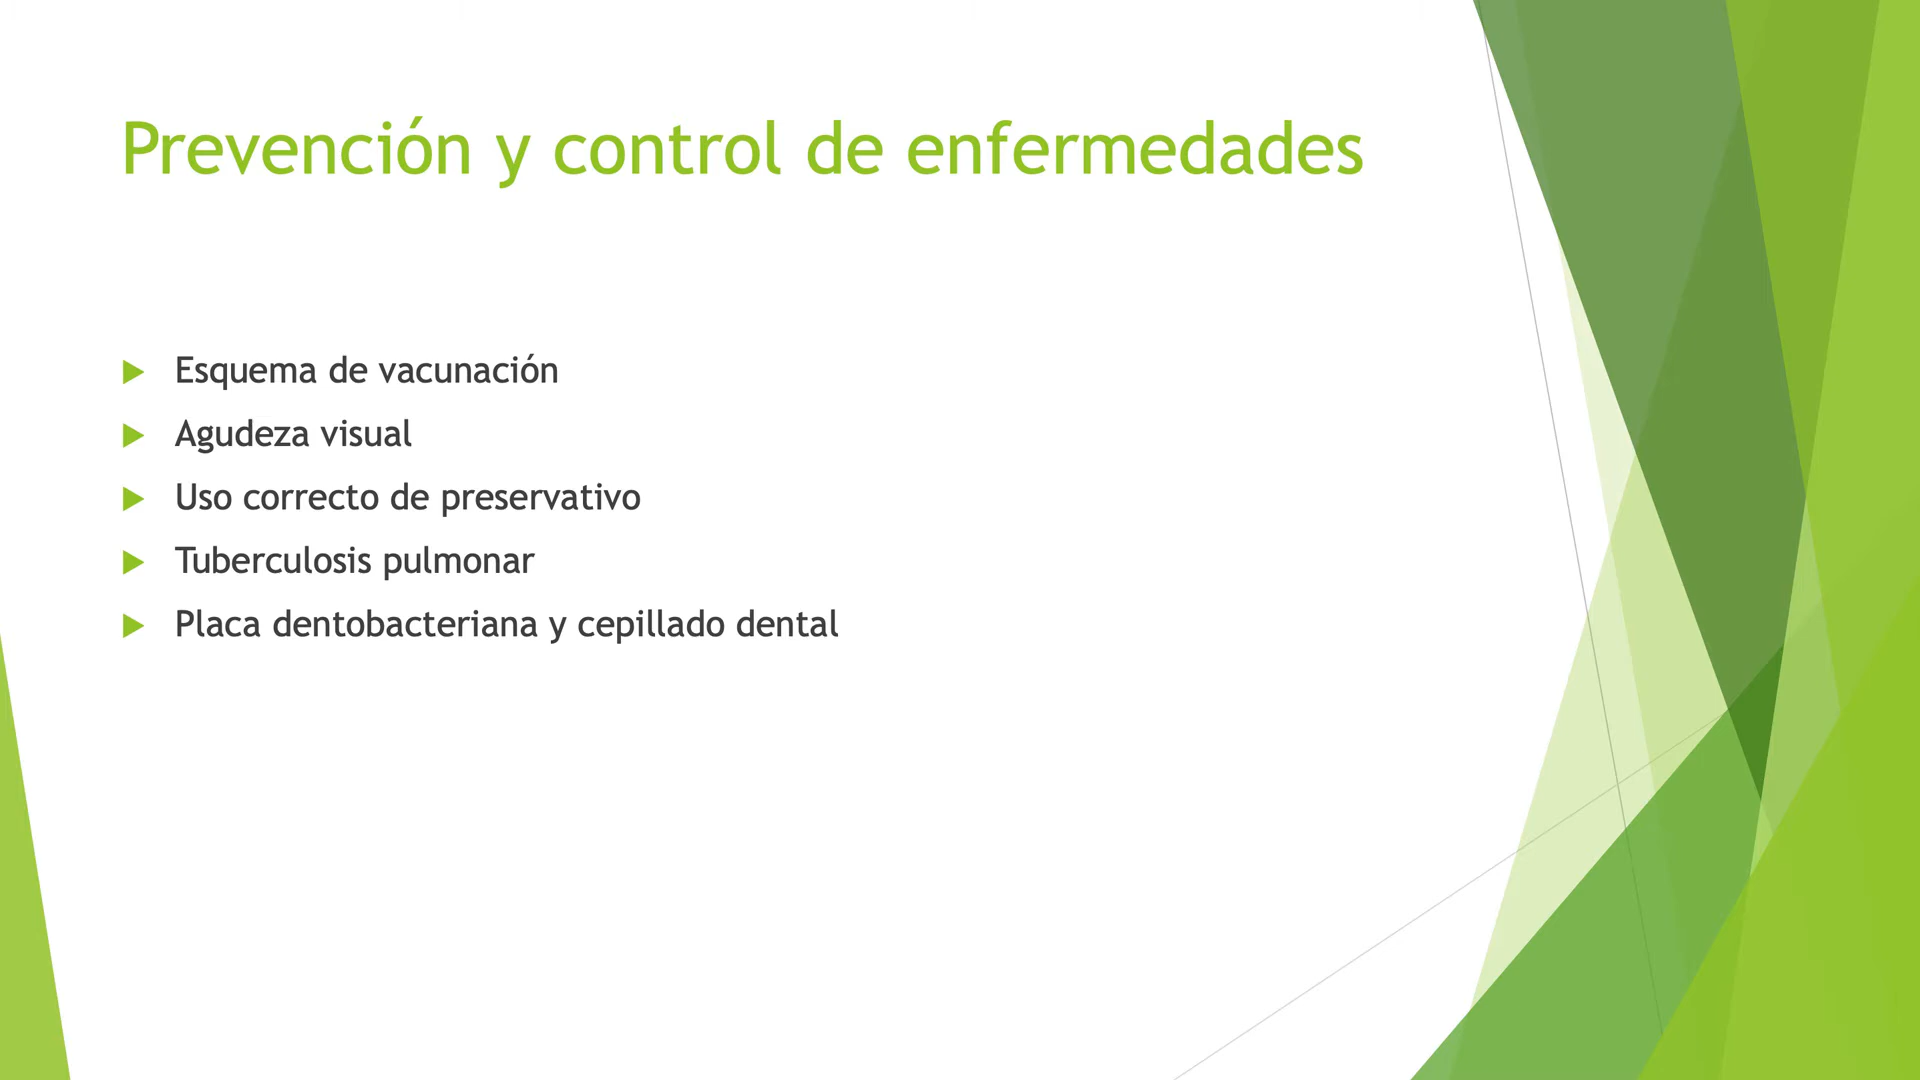 Prevención y control de enfermedades
Esquema de vacunación
Agudeza visual
Uso correcto de preservativo
Tuberculosis pulmonar
Placa dentobacteriana y cepillado dental